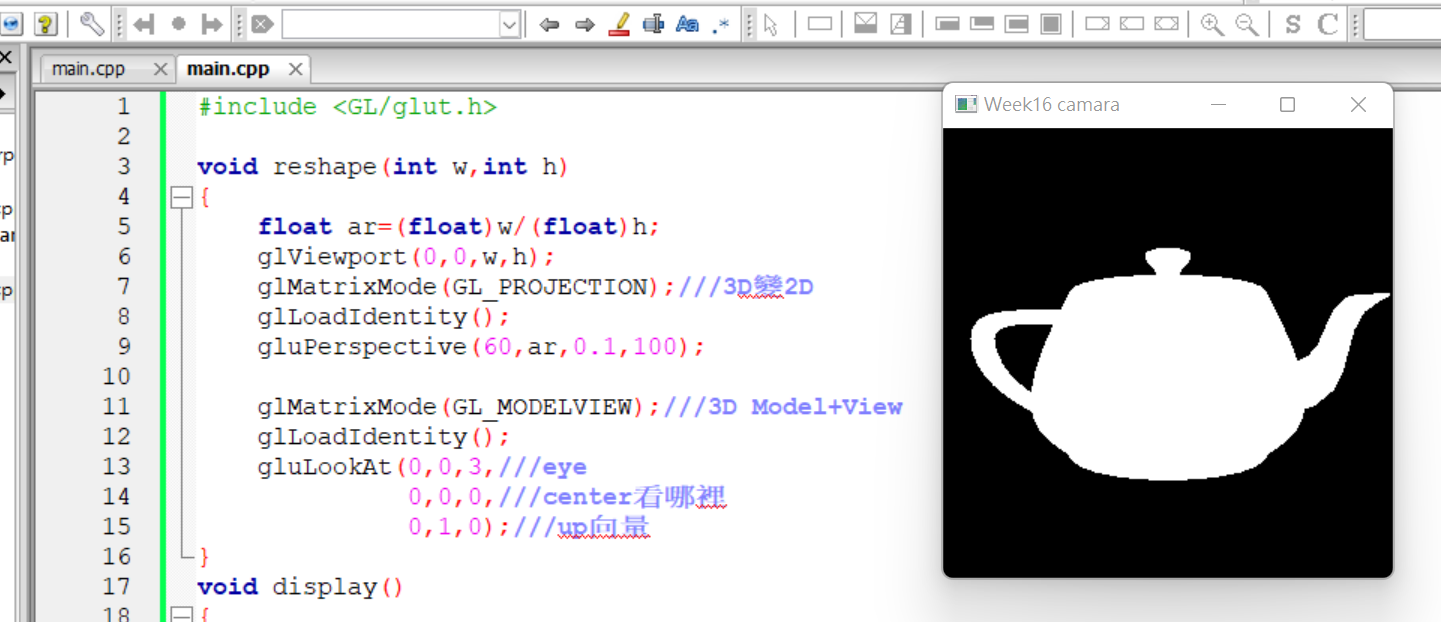 main.cpp
main.cpp
Week16 camara
1 #include <GL/glut.h>
2
3 void reshape(int w,int h)
4 {
5 float ar=(float)w/(float)h;
6 glViewport(0,0,w,h);
7 glMatrixMode(GL_PROJECTION);///3D變2D
8 glLoadIdentity();
9 gluPerspective(60,ar,0.1,100);
10
11 glMatrixMode(GL_MODELVIEW);///3D Model+View
12 glLoadIdentity();
13 gluLookAt(0,0,3,///eye
14 0,0,0,///center看哪裡
15 0,1,0);///up向量
16 }
17 void display()
18 {